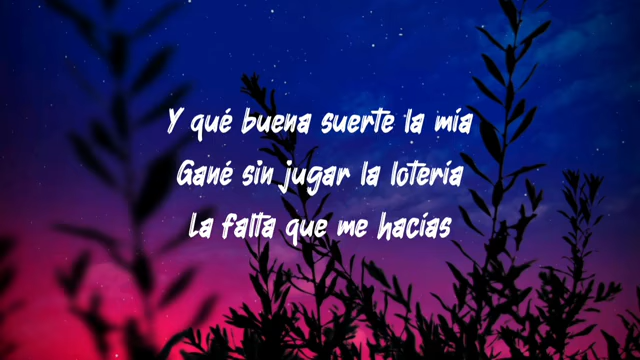 Y qué buena suerte la mía
Gané sin jugar la lotería
La falta que me hacías